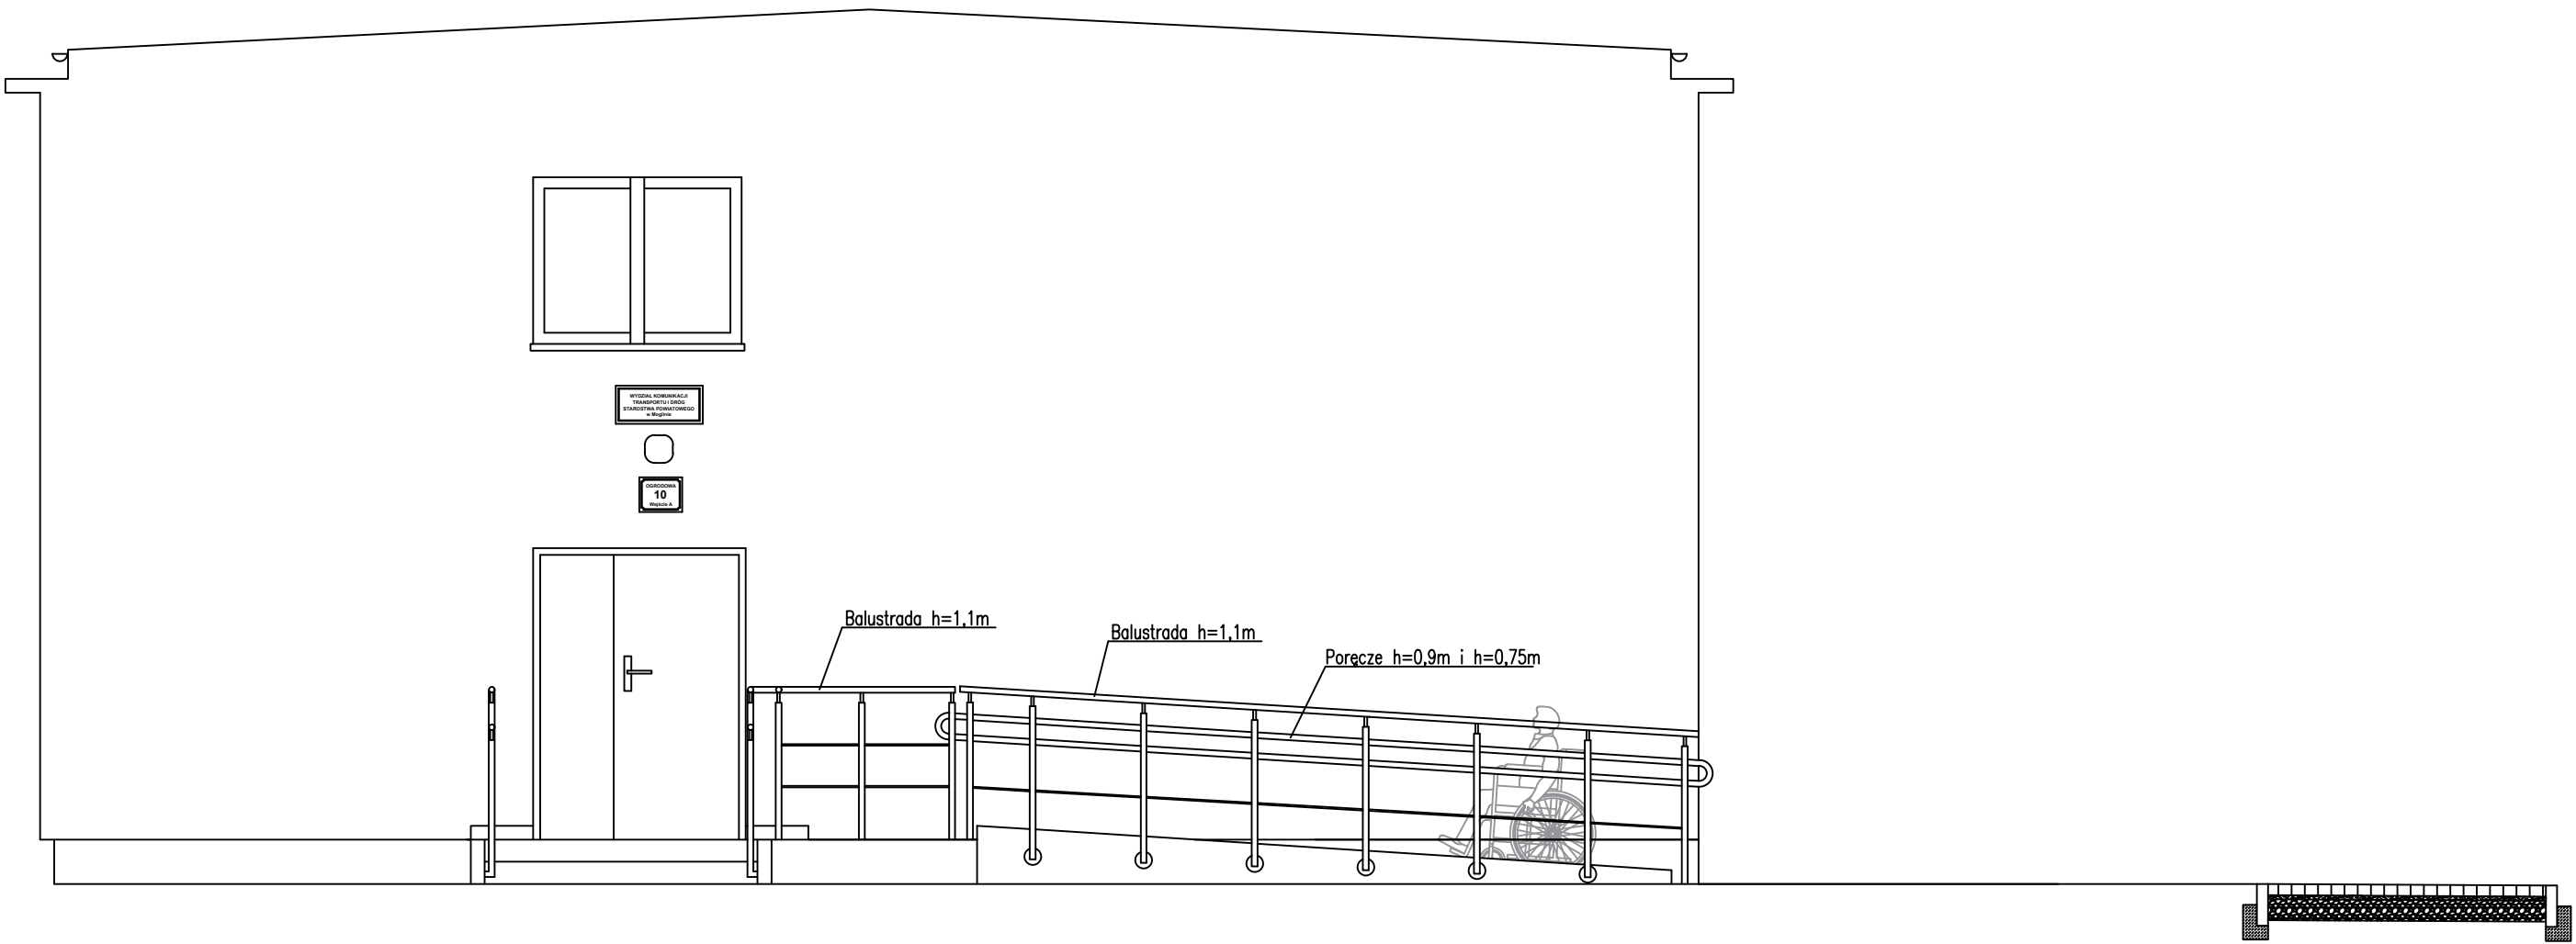 WYDZIAŁ KOMUNIKACJI
TRANSPORTU I DRÓG
STAROSTWA POWIATOWEGO
w Mogilnie
OGRODOWA
10
Wejście A
Balustrada h=1,1m
Balustrada h=1,1m
Poręcze h=0,9m i h=0,75m